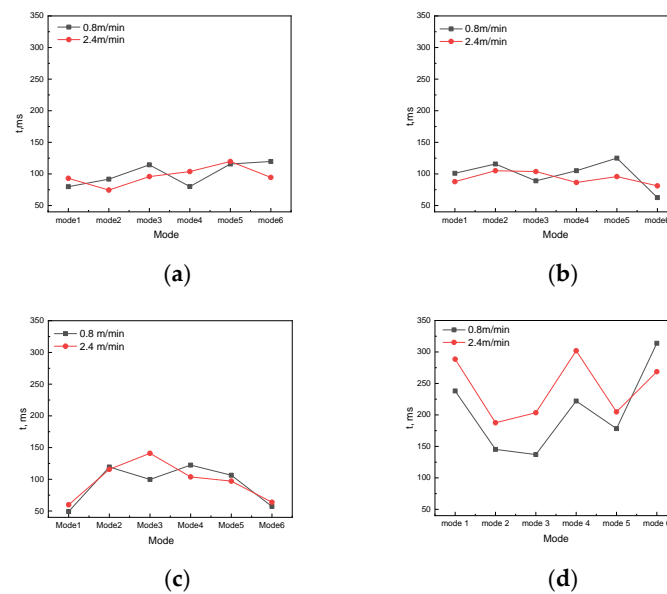 350
300
250
200
150
100
50
t,ms
0.8m/min
2.4m/min
mode1 mode2 mode3 mode4 mode5 mode6
Mode
(a)
350
300
250
200
150
100
50
t,ms
0.8m/min
2.4m/min
mode1 mode2 mode3 mode4 mode5 mode6
Mode
(b)
350
300
250
200
150
100
50
t, ms
0.8 m/min
2.4 m/min
Mode1 Mode2 Mode3 Mode4 Mode5 Mode6
Mode
(c)
350
300
250
200
150
100
50
t, ms
0.8m/min
2.4m/min
mode 1 mode 2 mode 3 mode 4 mode 5 mode 6
Mode
(d)